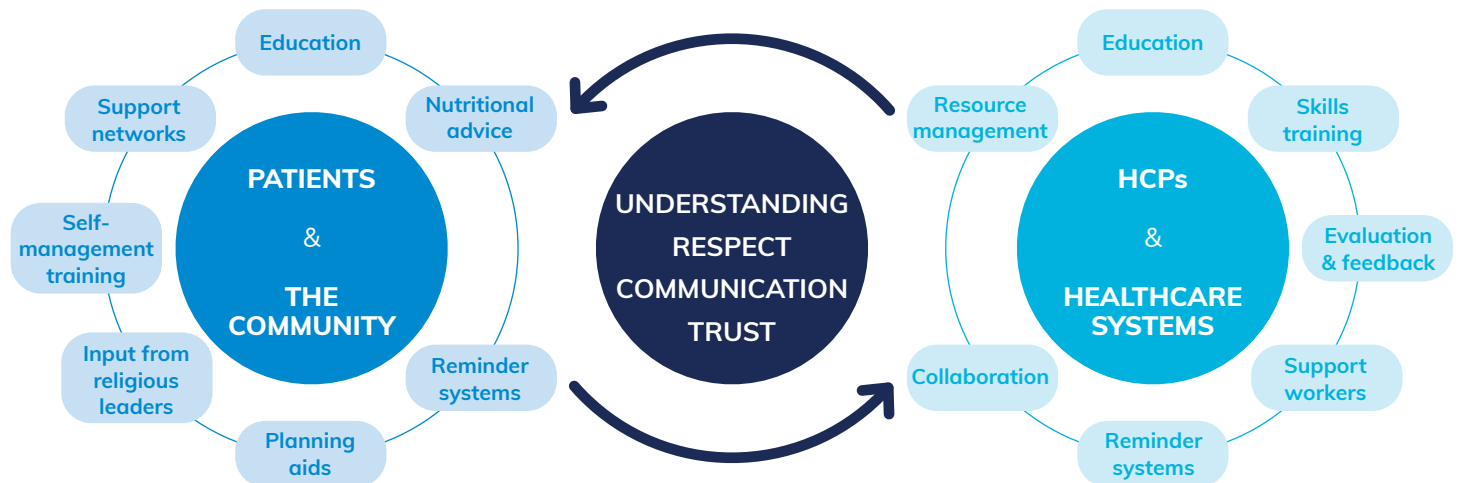 Education
Nutritional
advice
Support
networks
Self-
management
training
Input from
religious
leaders
Planning
aids
Reminder
systems
PATIENTS
&
THE
COMMUNITY
UNDERSTANDING
RESPECT
COMMUNICATION
TRUST
Education
Resource
management
Skills
training
Evaluation
& feedback
Support
workers
Reminder
systems
Collaboration
HCPs
&
HEALTHCARE
SYSTEMS